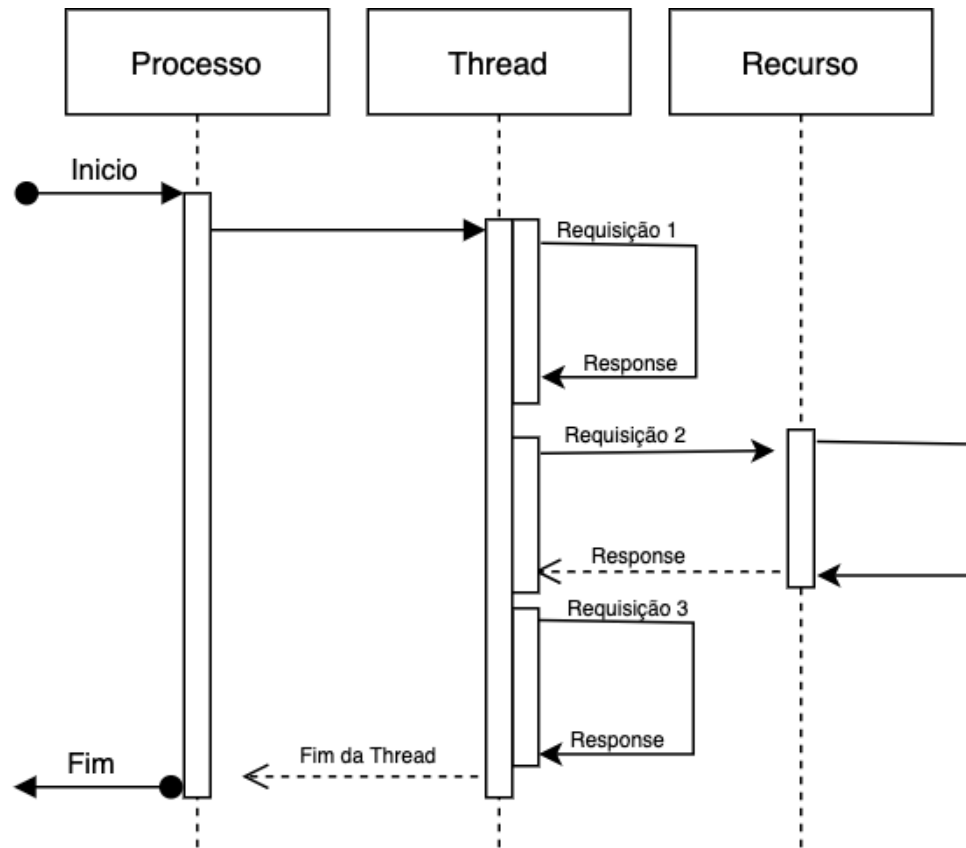 Processo
Thread
Recurso
Inicio
Requisição 1
Response
Requisição 2
Response
Requisição 3
Response
Fim da Thread
Fim